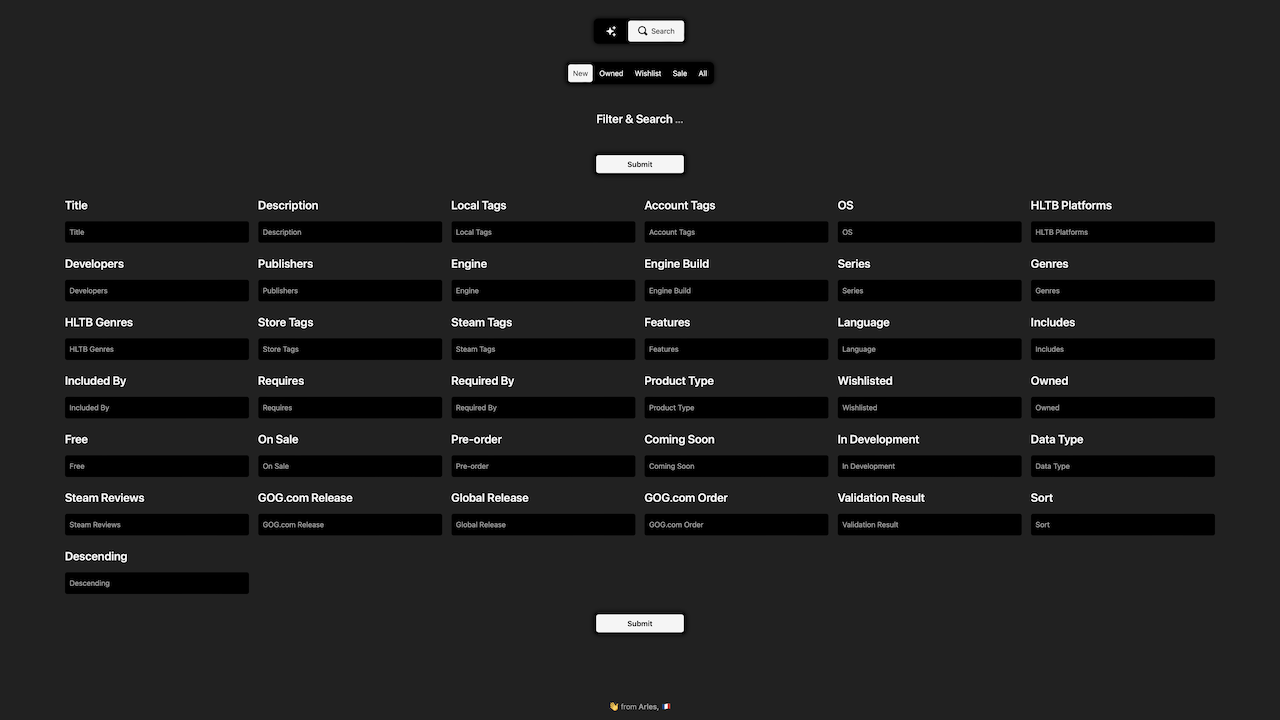 Search
New Owned Wishlist Sale All
Filter & Search ...
Submit
Title Description Local Tags Account Tags OS HLTB Platforms
Title Description Local Tags Account Tags OS HLTB Platforms
Developers Publishers Engine Engine Build Series Genres
Developers Publishers Engine Engine Build Series Genres
HLTB Genres Store Tags Steam Tags Features Language Includes
HLTB Genres Store Tags Steam Tags Features Language Includes
Included By Requires Required By Product Type Wishlisted Owned
Included By Requires Required By Product Type Wishlisted Owned
Free On Sale Pre-order Coming Soon In Development Data Type
Free On Sale Pre-order Coming Soon In Development Data Type
Steam Reviews GOG.com Release Global Release GOG.com Order Validation Result Sort
Steam Reviews GOG.com Release Global Release GOG.com Order Validation Result Sort
Descending
Descending
Submit
👋 from Arles, 🇫🇷